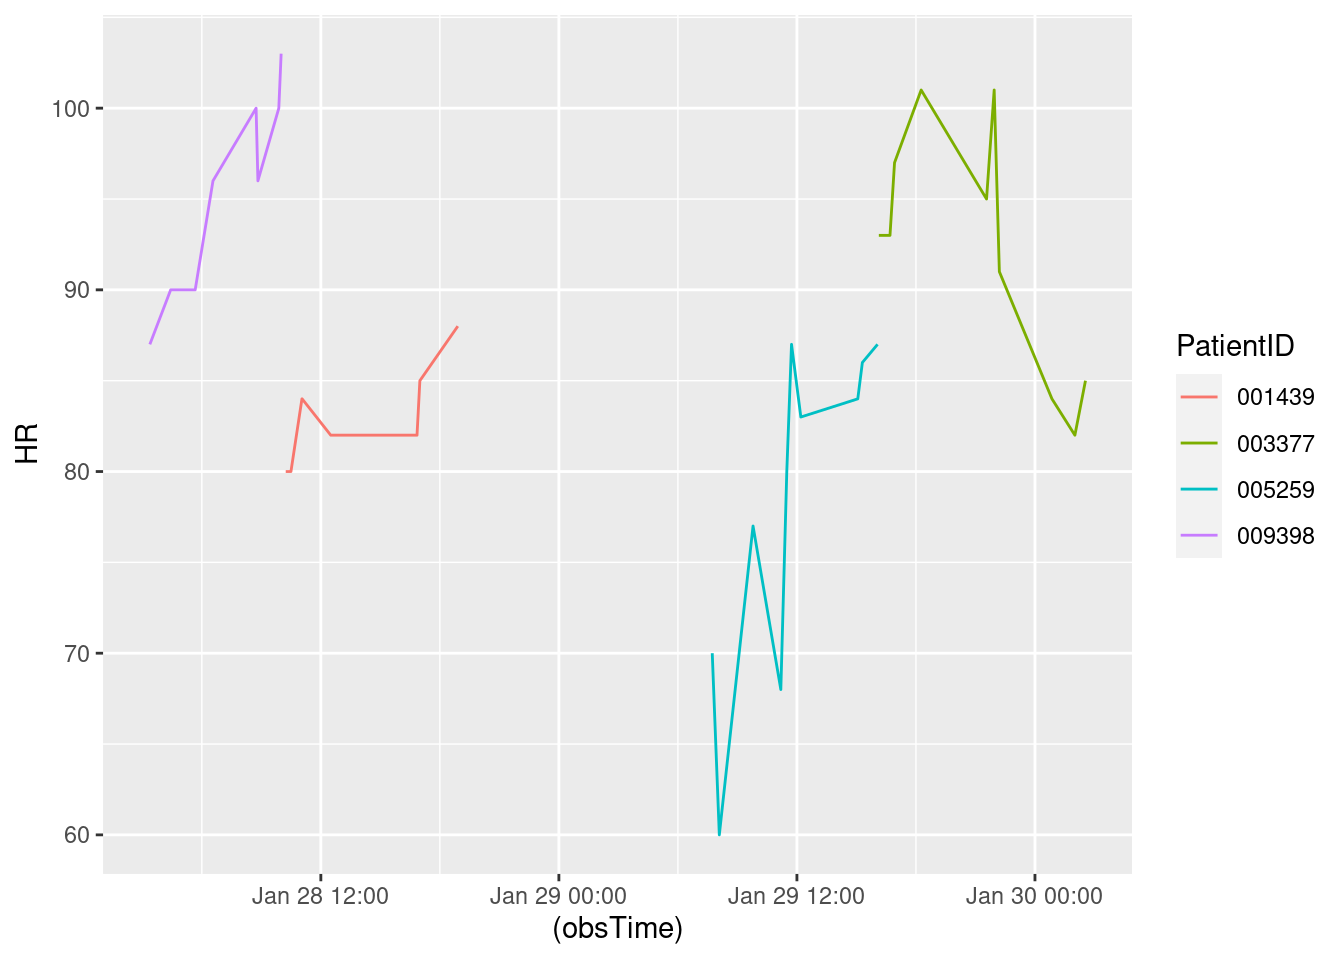 100
90
80
70
60
HR
Jan 28 12:00
Jan 29 00:00
Jan 29 12:00
Jan 30 00:00
(obsTime)
PatientID
001439
003377
005259
009398